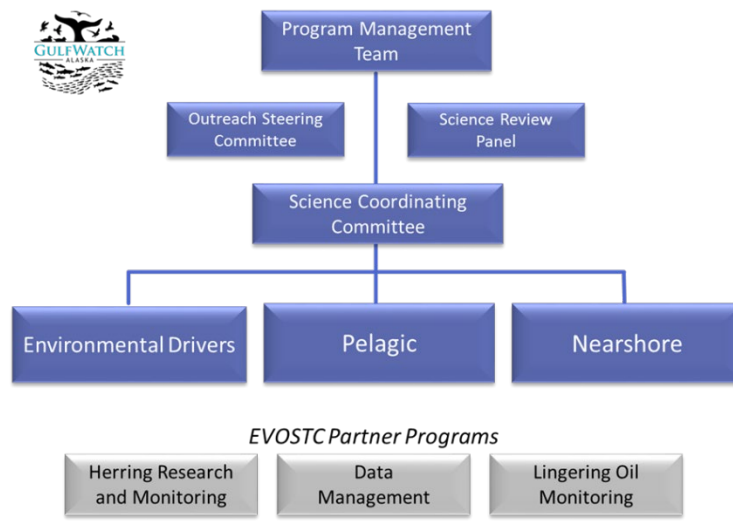 GULFWATCH
ALASKA
Program Management
Team
Outreach Steering
Committee
Science Review
Panel
Science Coordinating
Committee
Environmental Drivers
Pelagic
Nearshore
EVOSTC Partner Programs
Herring Research
and Monitoring
Data
Management
Lingering Oil
Monitoring